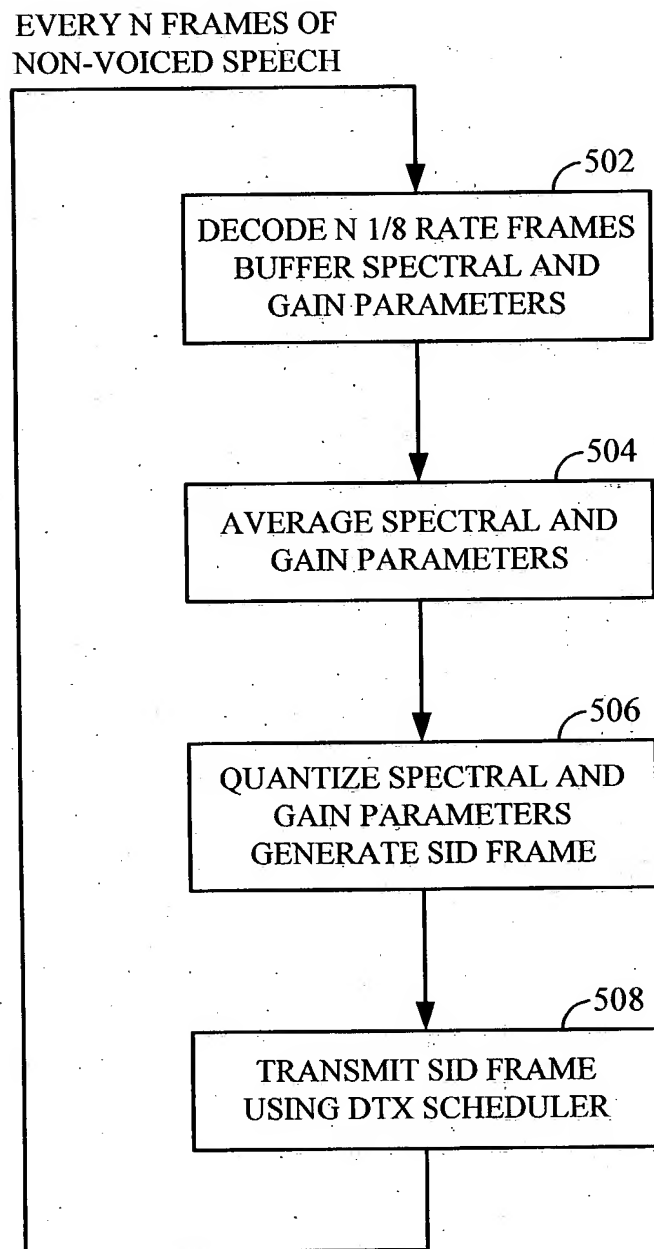 EVERY N FRAMES OF
NON-VOICED SPEECH
502
DECODE N 1/8 RATE FRAMES
BUFFER SPECTRAL AND
GAIN PARAMETERS
504
AVERAGE SPECTRAL AND
GAIN PARAMETERS
506
QUANTIZE SPECTRAL AND
GAIN PARAMETERS
GENERATE SID FRAME
508
TRANSMIT SID FRAME
USING DTX SCHEDULER